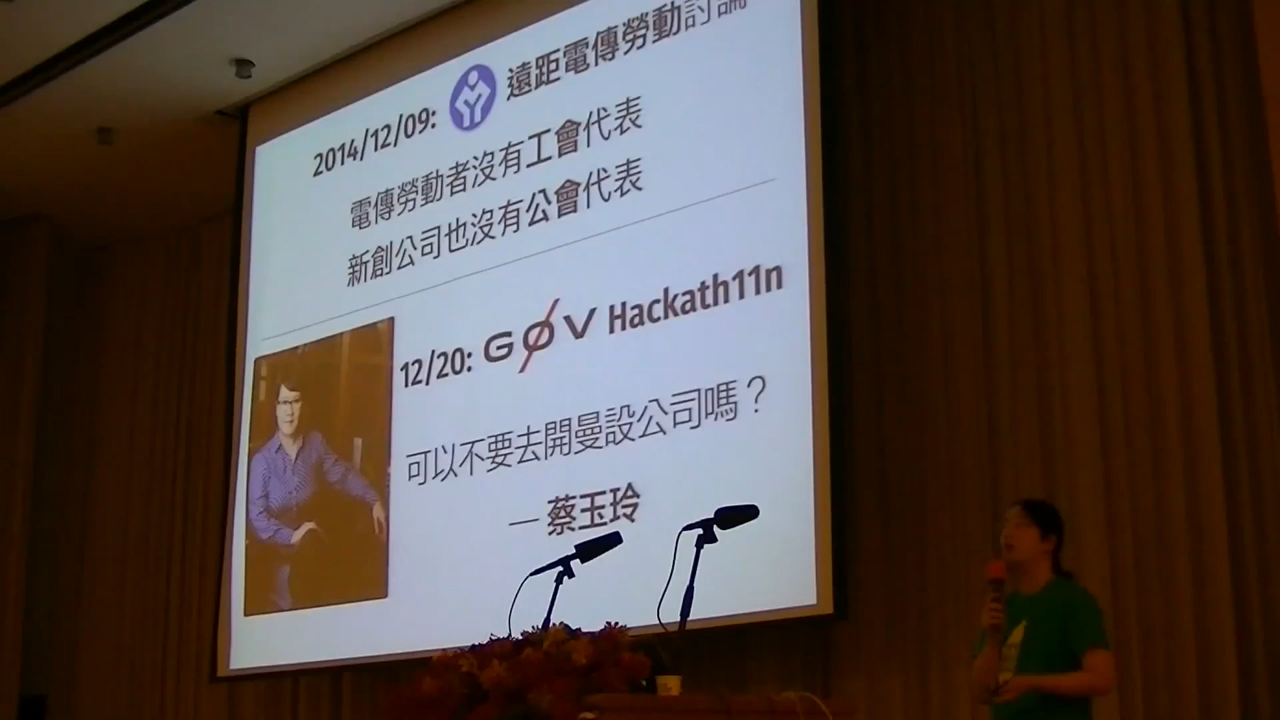 2014/12/09: 遠距電傳勞動討論
電傳勞動者沒有工會代表
新創公司也沒有公會代表
12/20: GØV Hackath11n
可以不要去開曼設公司嗎？
— 蔡玉玲